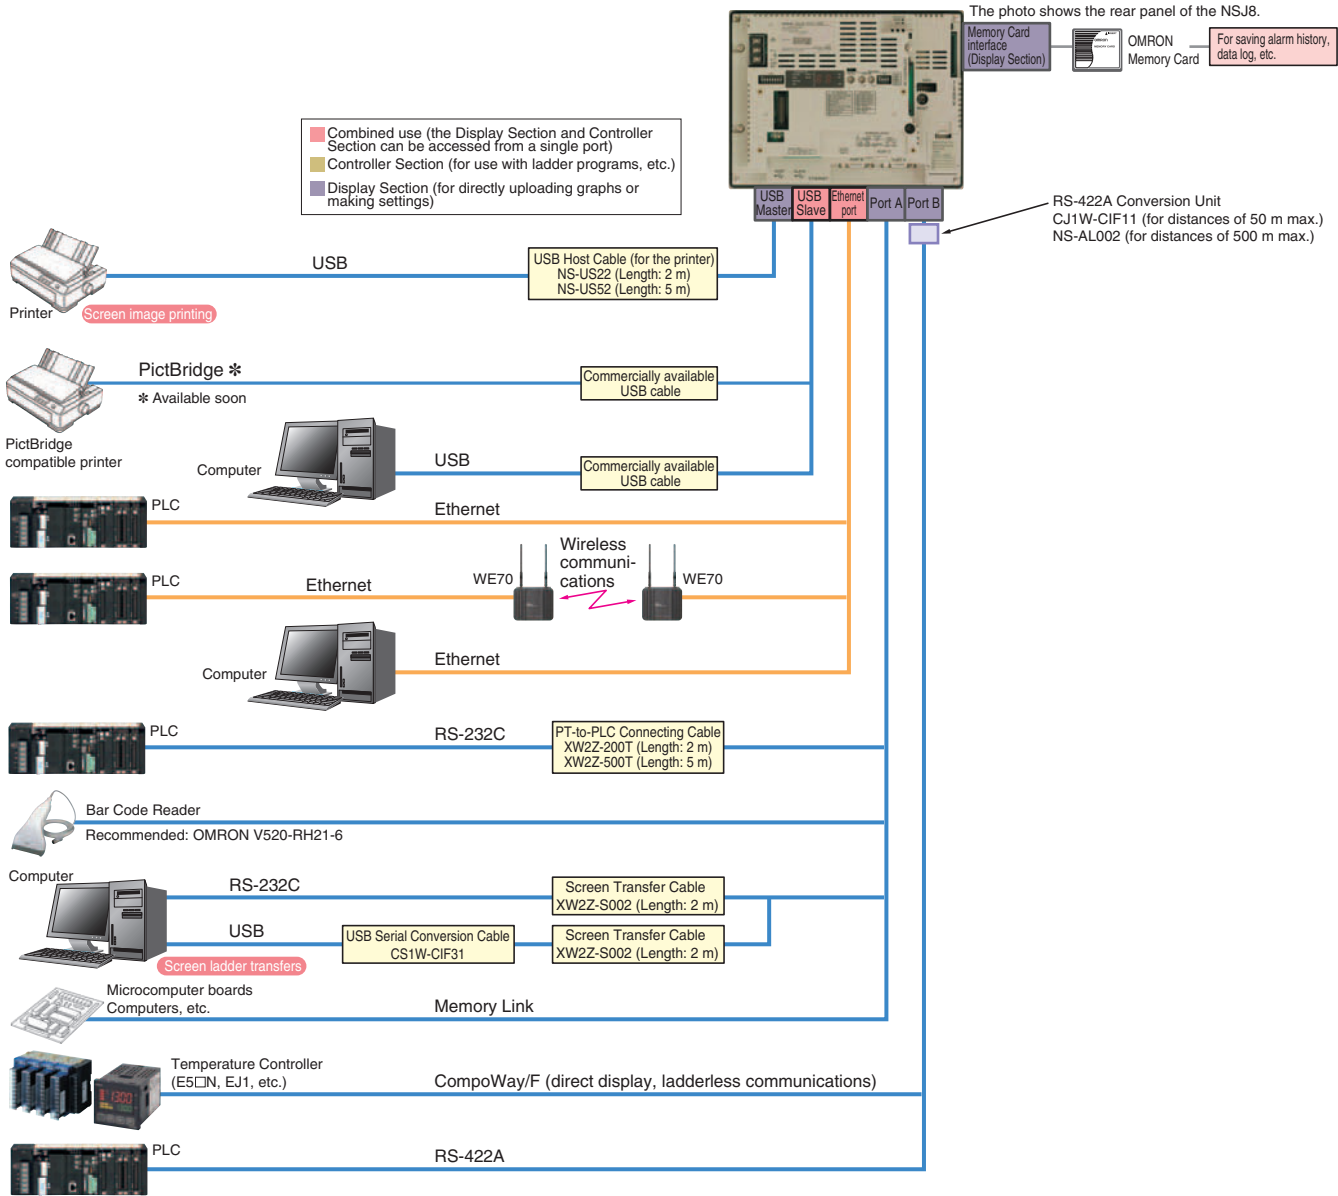 The photo shows the rear panel of the NSJ8.
Memory Card
interface
(Display Section)
OMRON
Memory Card
For saving alarm history,
data log, etc.
Combined use (the Display Section and Controller
Section can be accessed from a single port)
Controller Section (for use with ladder programs, etc.)
Display Section (for directly uploading graphs or
making settings)
USB
Master
USB
Slave
Ethernet
port
Port A
Port B
RS-422A Conversion Unit
CJ1W-CIF11 (for distances of 50 m max.)
NS-AL002 (for distances of 500 m max.)
USB
USB Host Cable (for the printer)
NS-US22 (Length: 2 m)
NS-US52 (Length: 5 m)
Printer
Screen image printing
PictBridge ✻
✻ Available soon
Commercially available
USB cable
PictBridge
compatible printer
Computer
USB
Commercially available
USB cable
PLC
Ethernet
PLC
Ethernet
WE70
Wireless
communi-
cations
WE70
Computer
Ethernet
PLC
RS-232C
PT-to-PLC Connecting Cable
XW2Z-200T (Length: 2 m)
XW2Z-500T (Length: 5 m)
Bar Code Reader
Recommended: OMRON V520-RH21-6
Computer
RS-232C
Screen Transfer Cable
XW2Z-S002 (Length: 2 m)
USB
USB Serial Conversion Cable
CS1W-CIF31
Screen Transfer Cable
XW2Z-S002 (Length: 2 m)
Screen ladder transfers
Microcomputer boards
Computers, etc.
Memory Link
Temperature Controller
(E5□N, EJ1, etc.)
CompoWay/F (direct display, ladderless communications)
PLC
RS-422A